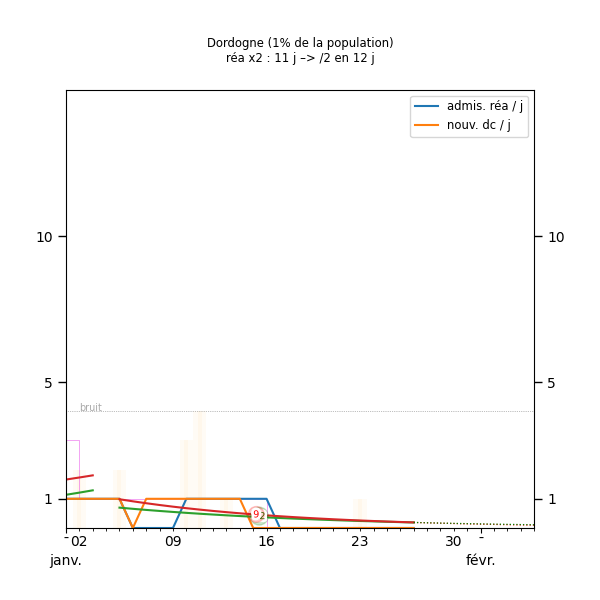 Dordogne (1% de la population)
réa x2 : 11 j –> /2 en 12 j
admis. réa / j
nouv. dc / j
10 10
5 5
bruit
1 1
9
02 09 16 23 30 -
janv. févr.